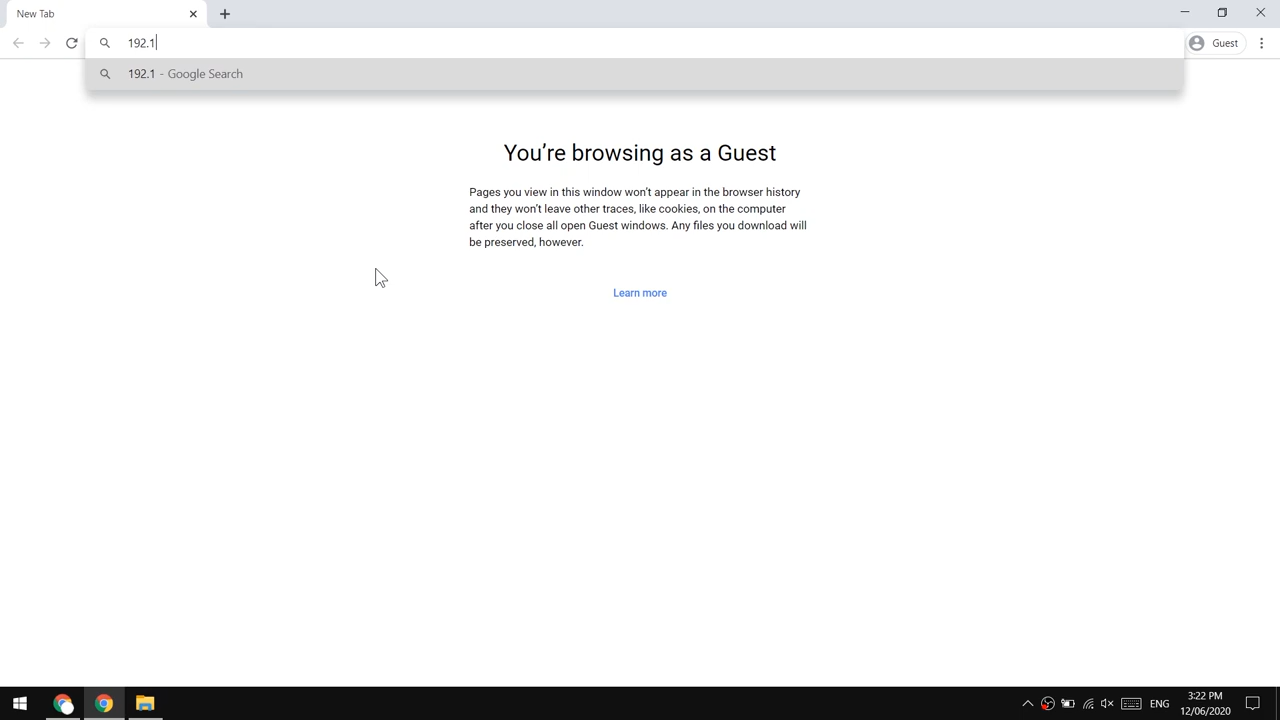 New Tab
192.1
Guest
192.1 - Google Search
You’re browsing as a Guest
Pages you view in this window won’t appear in the browser history
and they won’t leave other traces, like cookies, on the computer
after you close all open Guest windows. Any files you download will
be preserved, however.
Learn more
ENG
3:22 PM
12/06/2020